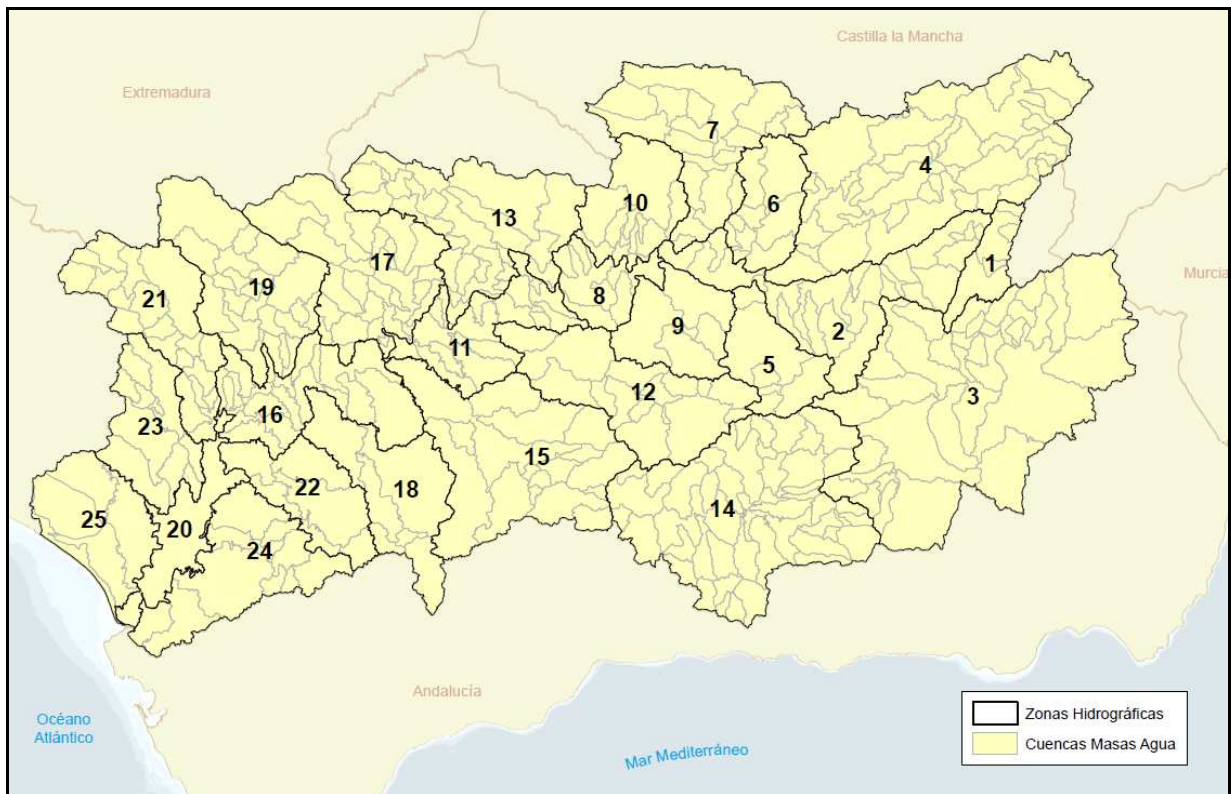 Castilla la Mancha
Extremadura
7
4
10
6
13
17
1
19
Murcia
21
8
9
2
11
5
12
3
16
23
15
22
18
14
25
20
24
Andalucía
Océano
Atlántico
Mar Mediterráneo
Zonas Hidrográficas
Cuencas Masas Agua